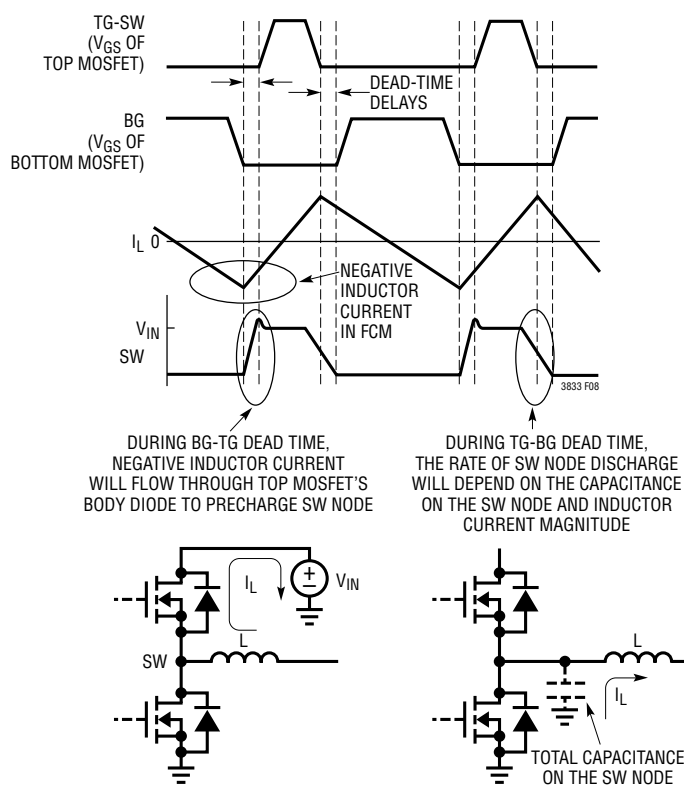 TG-SW
(VGS OF
TOP MOSFET)
DEAD-TIME
DELAYS
BG
(VGS OF
BOTTOM MOSFET)
IL 0
NEGATIVE
INDUCTOR
CURRENT
IN FCM
VIN
SW
3833 F08
DURING BG-TG DEAD TIME,
NEGATIVE INDUCTOR CURRENT
WILL FLOW THROUGH TOP MOSFET'S
BODY DIODE TO PRECHARGE SW NODE
DURING TG-BG DEAD TIME,
THE RATE OF SW NODE DISCHARGE
WILL DEPEND ON THE CAPACITANCE
ON THE SW NODE AND INDUCTOR
CURRENT MAGNITUDE
IL
+
–
VIN
L
SW
L
IL
TOTAL CAPACITANCE
ON THE SW NODE